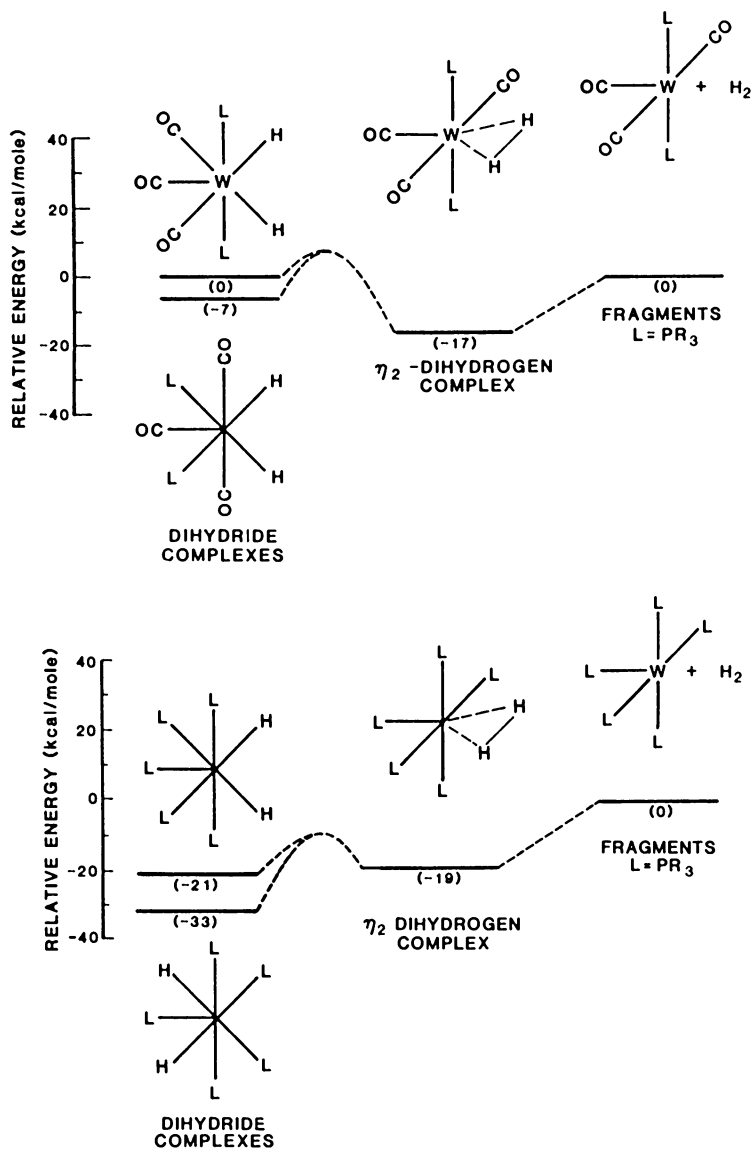 L
CO
OC
W
+ H2
OC
L
L
CO
OC
W
H
H
OC
L
CO
L
H
OC
W
H
OC
L
RELATIVE ENERGY (kcal/mole)
40
20
0
-20
-40
(0)
(-7)
(-17)
(0)
η2 -DIHYDROGEN
COMPLEX
FRAGMENTS
L = PR3
CO
L
H
OC
L
H
CO
DIHYDRIDE
COMPLEXES
L
L
L
W
+ H2
L
L
L
L
L
H
H
L
L
L
L
H
L
L
H
L
RELATIVE ENERGY (kcal/mole)
40
20
0
-20
-40
(-21)
(-33)
(-19)
(0)
η2 DIHYDROGEN
COMPLEX
FRAGMENTS
L = PR3
L
H
L
L
H
L
L
DIHYDRIDE
COMPLEXES